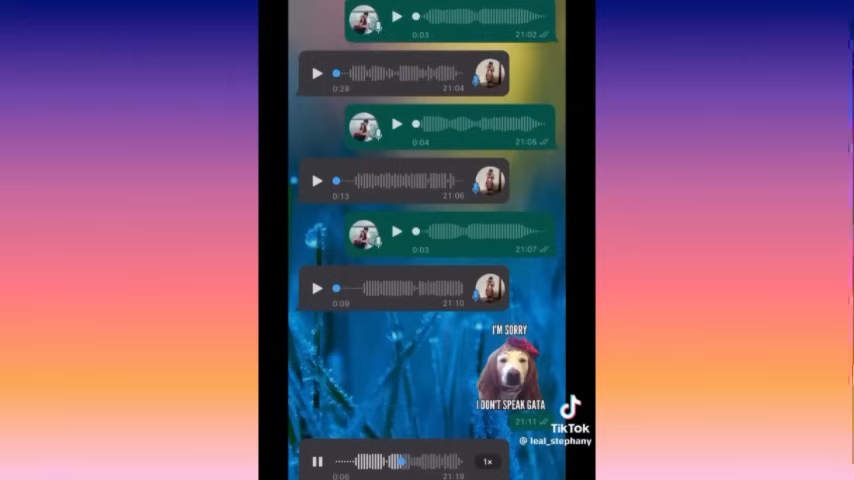 0:03 21:02
0:28 21:04
0:04 21:06
0:13 21:06
0:03 21:07
0:09 21:10
I'M SORRY
I DON'T SPEAK GATA
21:11
TikTok
@ leal_stephany
1x
0:06 21:19